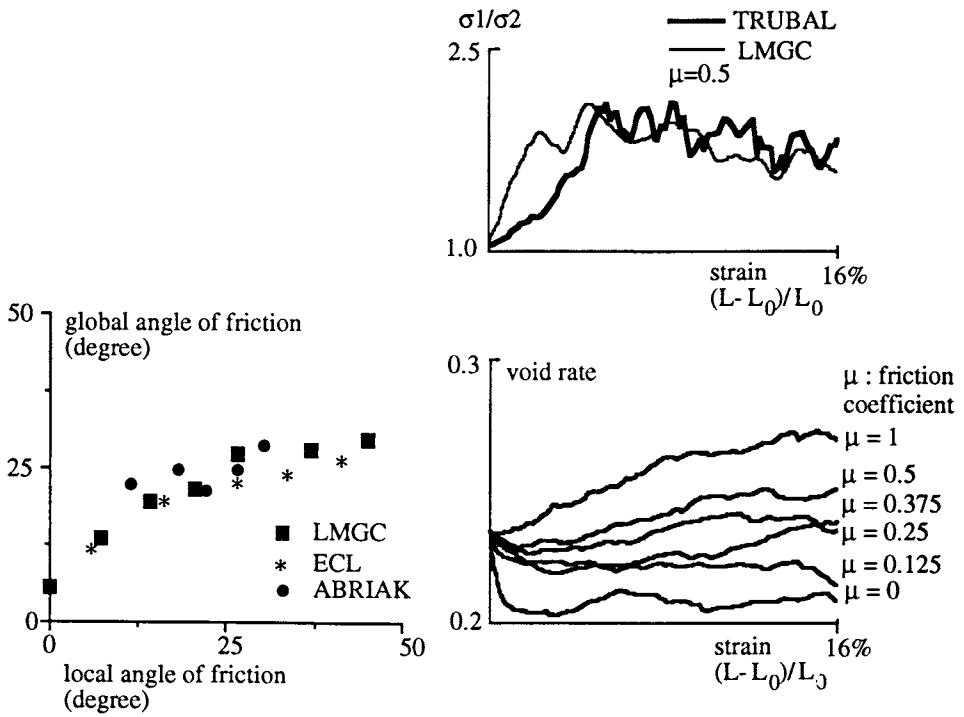 σ1/σ2
TRUBAL
LMGC
μ=0.5
2.5
1.0
strain
(L- L0)/L0
16%
50
global angle of friction
(degree)
25
LMGC
ECL
ABRIAK
0
0
25
50
local angle of friction
(degree)
0.3
void rate
μ : friction
coefficient
μ = 1
μ = 0.5
μ = 0.375
μ = 0.25
μ = 0.125
μ = 0
0.2
strain
(L- L0)/L0
16%